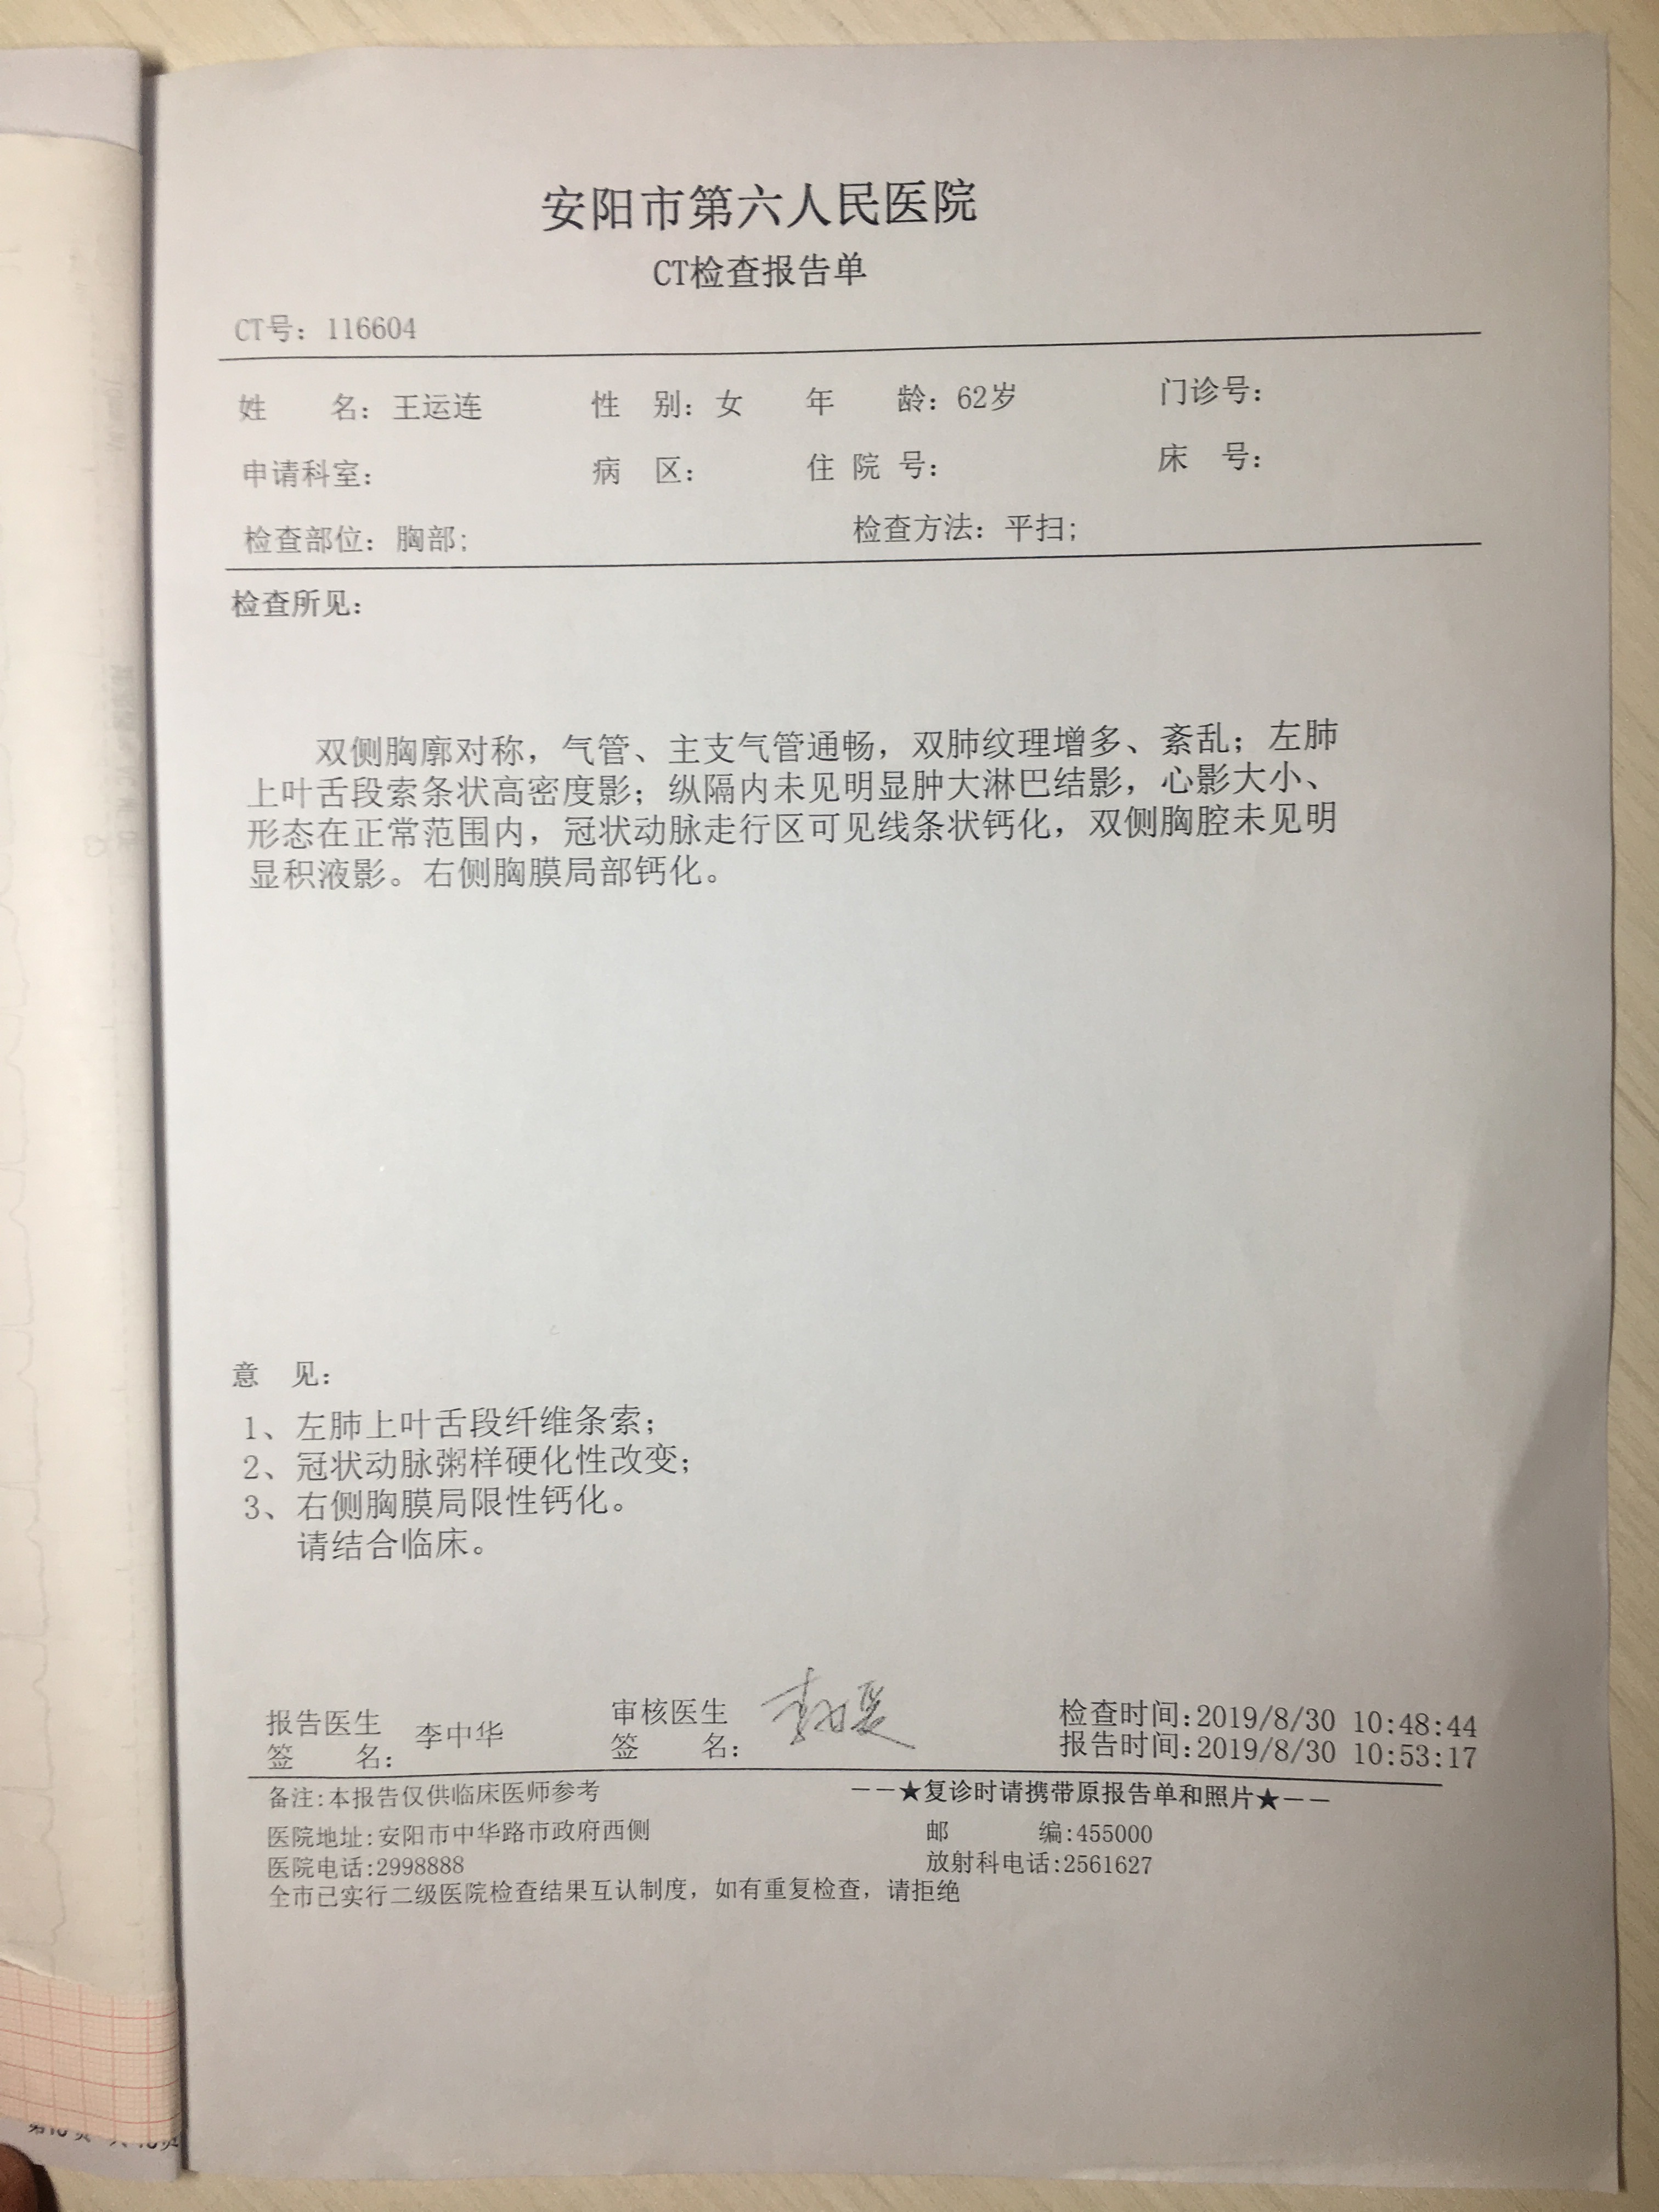 安阳市第六人民医院
CT检查报告单
CT号：116604
姓 名：王运连 性 别：女 年 龄：62岁 门诊号：
申请科室： 病 区： 住 院 号： 床 号：
检查部位：胸部； 检查方法：平扫；
检查所见：
双侧胸廓对称，气管、主支气管通畅，双肺纹理增多、紊乱；左肺
上叶舌段索条状高密度影；纵隔内未见明显肿大淋巴结影，心影大小、
形态在正常范围内，冠状动脉走行区可见线条状钙化，双侧胸腔未见明
显积液影。右侧胸膜局部钙化。
意 见：
1、左肺上叶舌段纤维条索；
2、冠状动脉粥样硬化性改变；
3、右侧胸膜局限性钙化。
请结合临床。
报告医生 审核医生 检查时间:2019/8/30 10:48:44
签 名： 李中华 签 名： 报告时间:2019/8/30 10:53:17
备注:本报告仅供临床医师参考 --★复诊时请携带原报告单和照片★--
医院地址:安阳市中华路市政府西侧 邮 编:455000
医院电话:2998888 放射科电话:2561627
全市已实行二级医院检查结果互认制度，如有重复检查，请拒绝